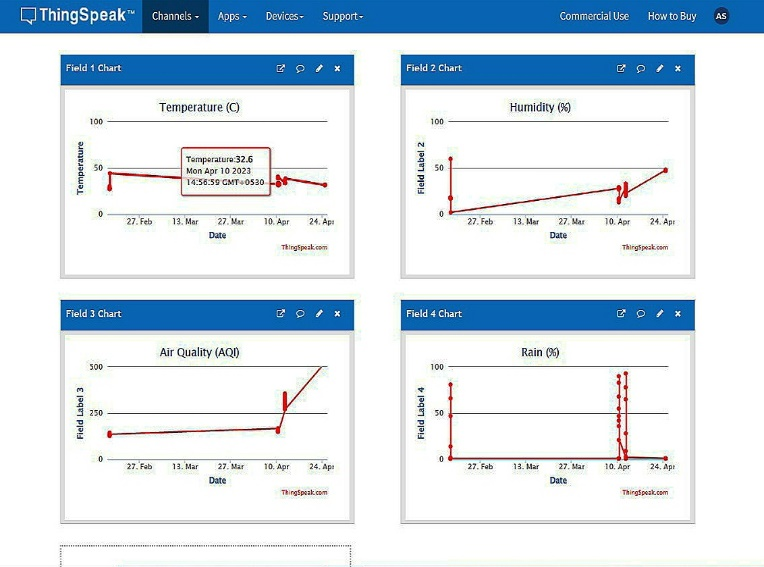 ThingSpeak™ Channels Apps Devices Support Commercial Use How to Buy AS
Field 1 Chart
Temperature (C)
100
50
0
Temperature
Temperature:32.6
Mon Apr 10 2023
14:56:59 GMT+0530
27. Feb 13. Mar 27. Mar 10. Apr 24. Apr
Date
ThingSpeak.com
Field 2 Chart
Humidity (%)
100
50
0
Field Label 2
27. Feb 13. Mar 27. Mar 10. Apr 24. Apr
Date
ThingSpeak.com
Field 3 Chart
Air Quality (AQI)
500
250
0
Field Label 3
27. Feb 13. Mar 27. Mar 10. Apr 24. Apr
Date
ThingSpeak.com
Field 4 Chart
Rain (%)
100
50
0
Field Label 4
27. Feb 13. Mar 27. Mar 10. Apr 24. Apr
Date
ThingSpeak.com